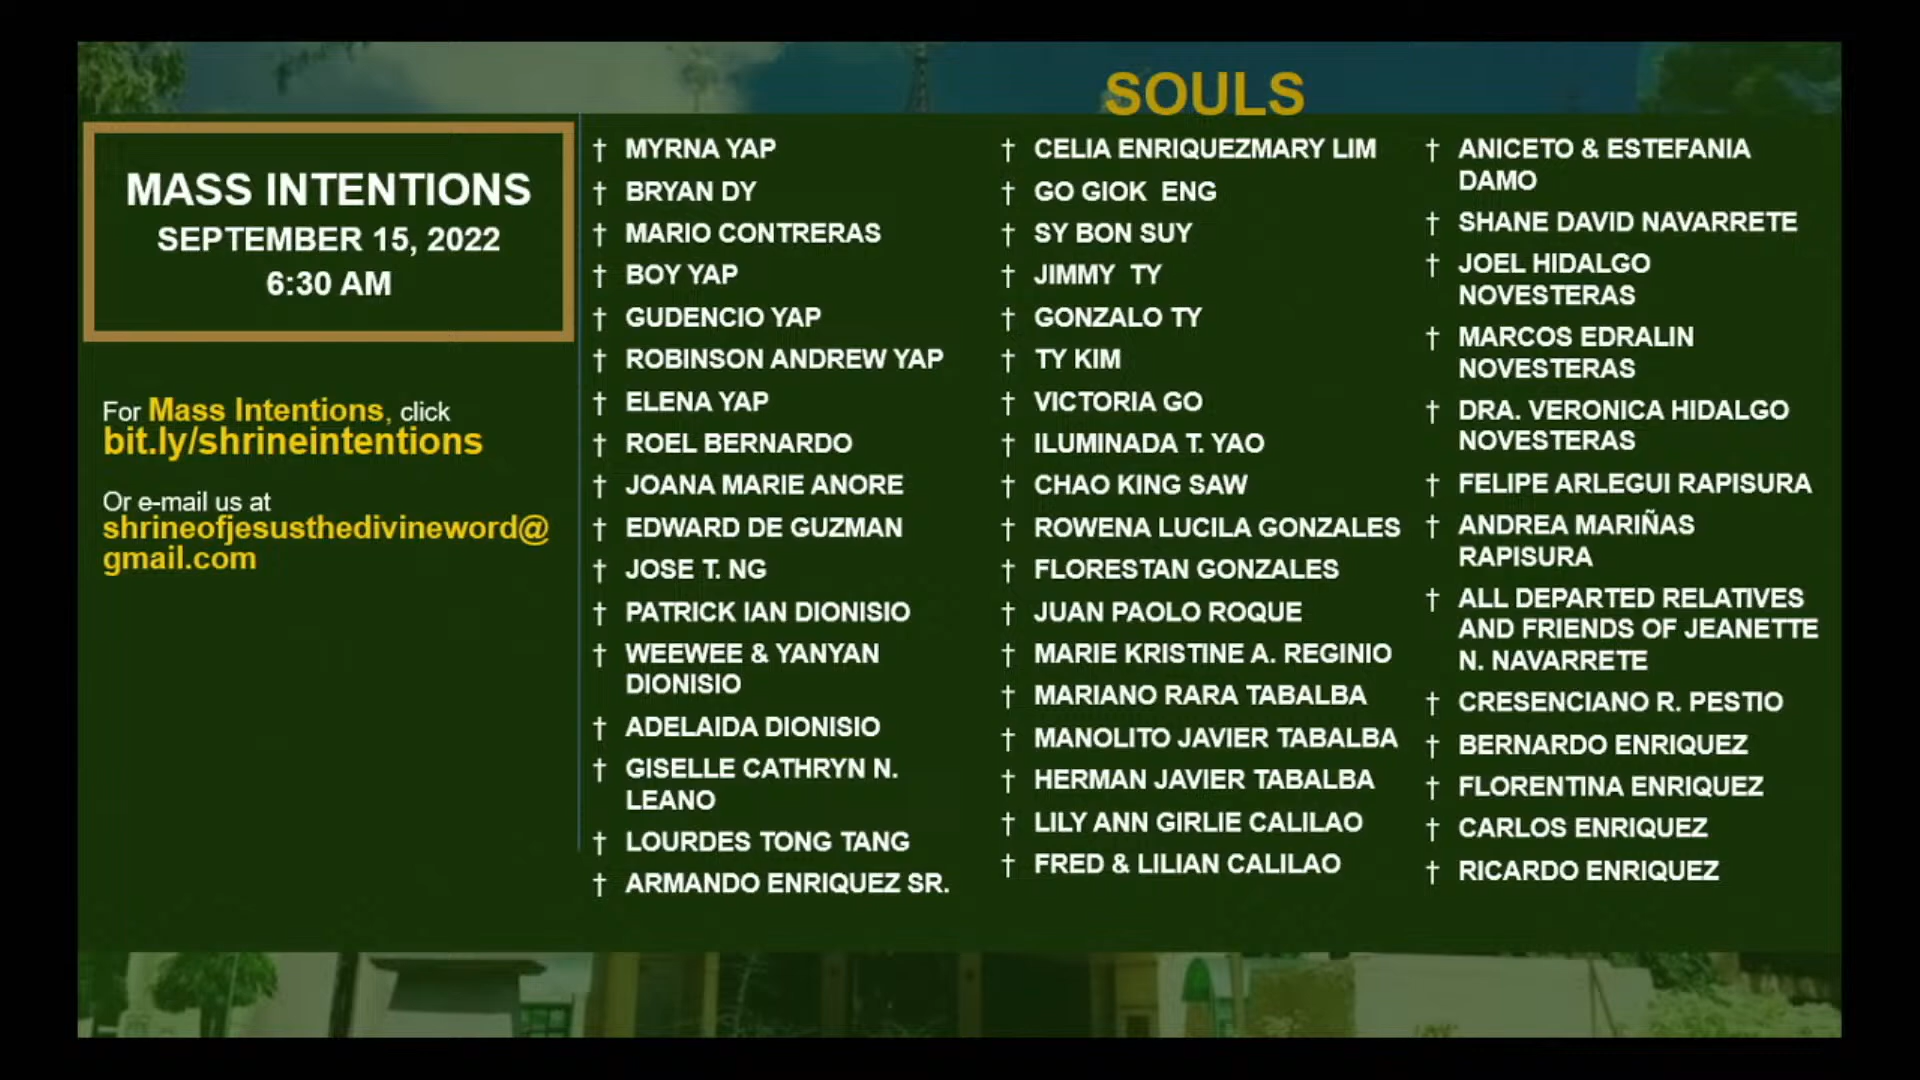 SOULS
MASS INTENTIONS
SEPTEMBER 15, 2022
6:30 AM
For Mass Intentions, click
bit.ly/shrineintentions
Or e-mail us at
shrineofjesusthedivineword@
gmail.com
† MYRNA YAP
† BRYAN DY
† MARIO CONTRERAS
† BOY YAP
† GUDENCIO YAP
† ROBINSON ANDREW YAP
† ELENA YAP
† ROEL BERNARDO
† JOANA MARIE ANORE
† EDWARD DE GUZMAN
† JOSE T. NG
† PATRICK IAN DIONISIO
† WEEWEE & YANYAN
DIONISIO
† ADELAIDA DIONISIO
† GISELLE CATHRYN N.
LEANO
† LOURDES TONG TANG
† ARMANDO ENRIQUEZ SR.
† CELIA ENRIQUEZMARY LIM
† GO GIOK ENG
† SY BON SUY
† JIMMY TY
† GONZALO TY
† TY KIM
† VICTORIA GO
† ILUMINADA T. YAO
† CHAO KING SAW
† ROWENA LUCILA GONZALES
† FLORESTAN GONZALES
† JUAN PAOLO ROQUE
† MARIE KRISTINE A. REGINIO
† MARIANO RARA TABALBA
† MANOLITO JAVIER TABALBA
† HERMAN JAVIER TABALBA
† LILY ANN GIRLIE CALILAO
† FRED & LILIAN CALILAO
† ANICETO & ESTEFANIA
DAMO
† SHANE DAVID NAVARRETE
† JOEL HIDALGO
NOVESTERAS
† MARCOS EDRALIN
NOVESTERAS
† DRA. VERONICA HIDALGO
NOVESTERAS
† FELIPE ARLEGUI RAPISURA
† ANDREA MARIÑAS
RAPISURA
† ALL DEPARTED RELATIVES
AND FRIENDS OF JEANETTE
N. NAVARRETE
† CRESENCIANO R. PESTIO
† BERNARDO ENRIQUEZ
† FLORENTINA ENRIQUEZ
† CARLOS ENRIQUEZ
† RICARDO ENRIQUEZ